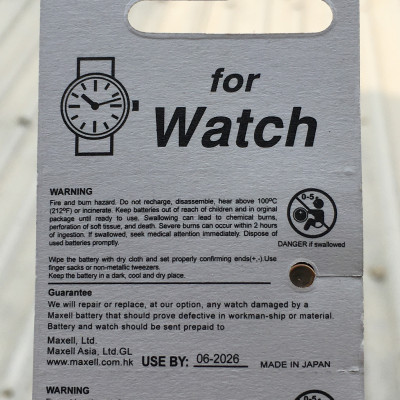 for
Watch
WARNING
Fire and burn hazard. Do not recharge, disassemble, hear above 100ºC
(212ºF) or incinerate. Keep batteries out of reach of children and in orginal
package until ready to use. Swallowing can lead to chemical burns,
perforation of soft tissue, and death. Severe burns can occur within 2 hours
of ingestion. If swallowed, seek medical attention immediately. Dispose of
used batteries promptly.
0-5
DANGER if swallowed
Wipe the battery with dry cloth and set properly confirming ends(+,-).Use
finger sacks or non-metallic tweezers.
Keep the battery in a dark, cool and dry place.
Guarantee
We will repair or replace, at our option, any watch damaged by a
Maxell battery that should prove defective in workman-ship or material.
Battery and watch should be sent prepaid to
Maxell, Ltd.
Maxell Asia, Ltd.GL
www.maxell.com.hk USE BY: 06-2026 MADE IN JAPAN
WARNING
0-5